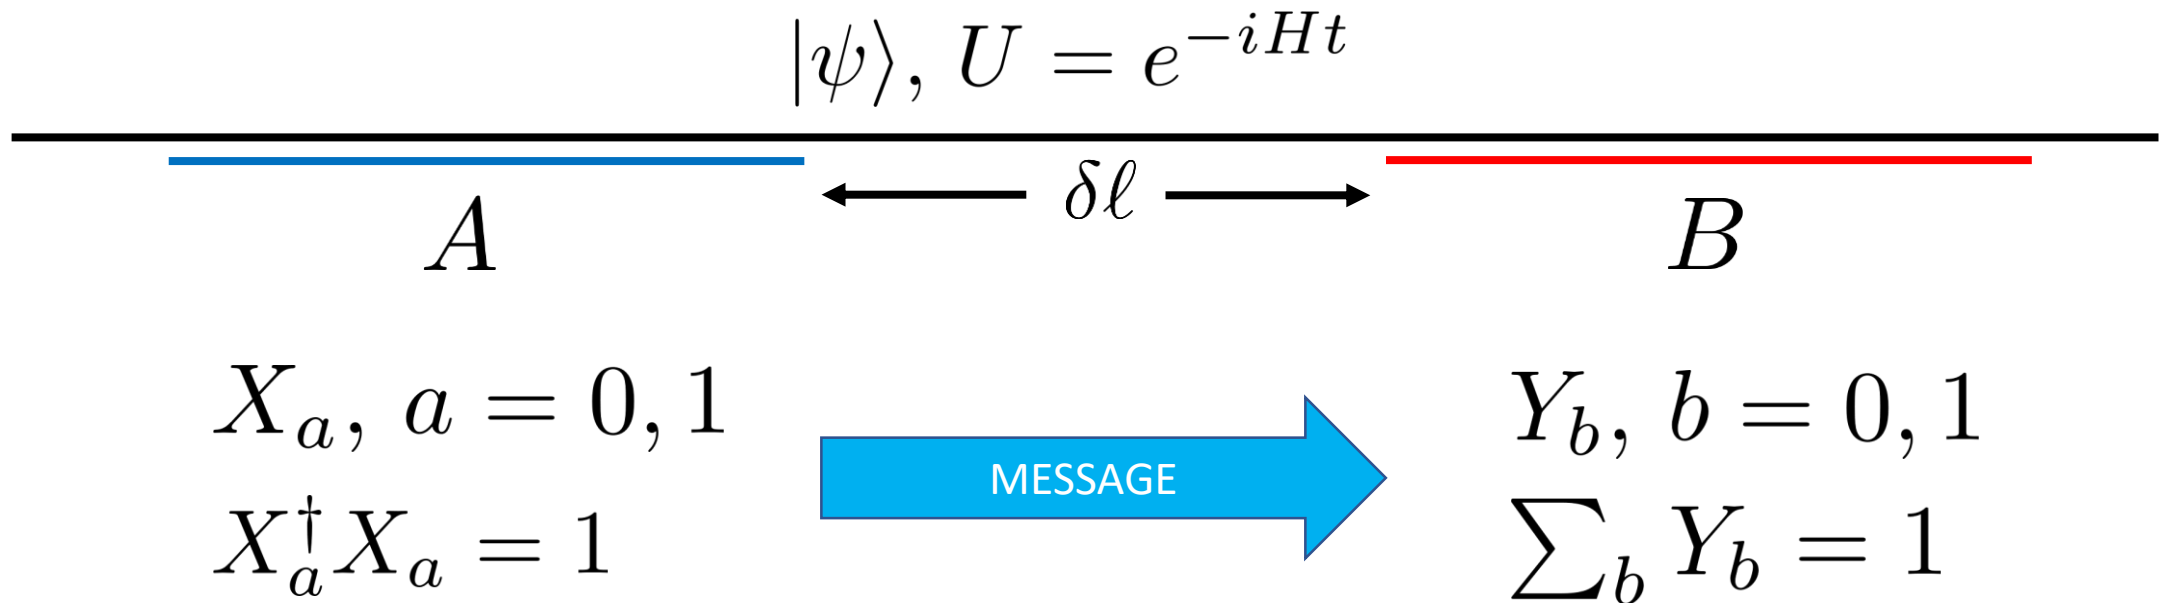 |ψ⟩, U = e^{-iHt}
δℓ
A B
X_a, a = 0, 1 Y_b, b = 0, 1
MESSAGE
X_a^† X_a = 1 ∑_b Y_b = 1